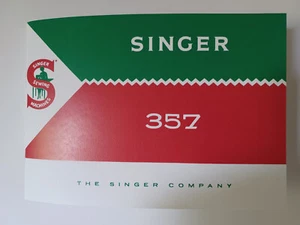 SINGER
SINGER
SEWING
MACHINES
357
THE SINGER COMPANY